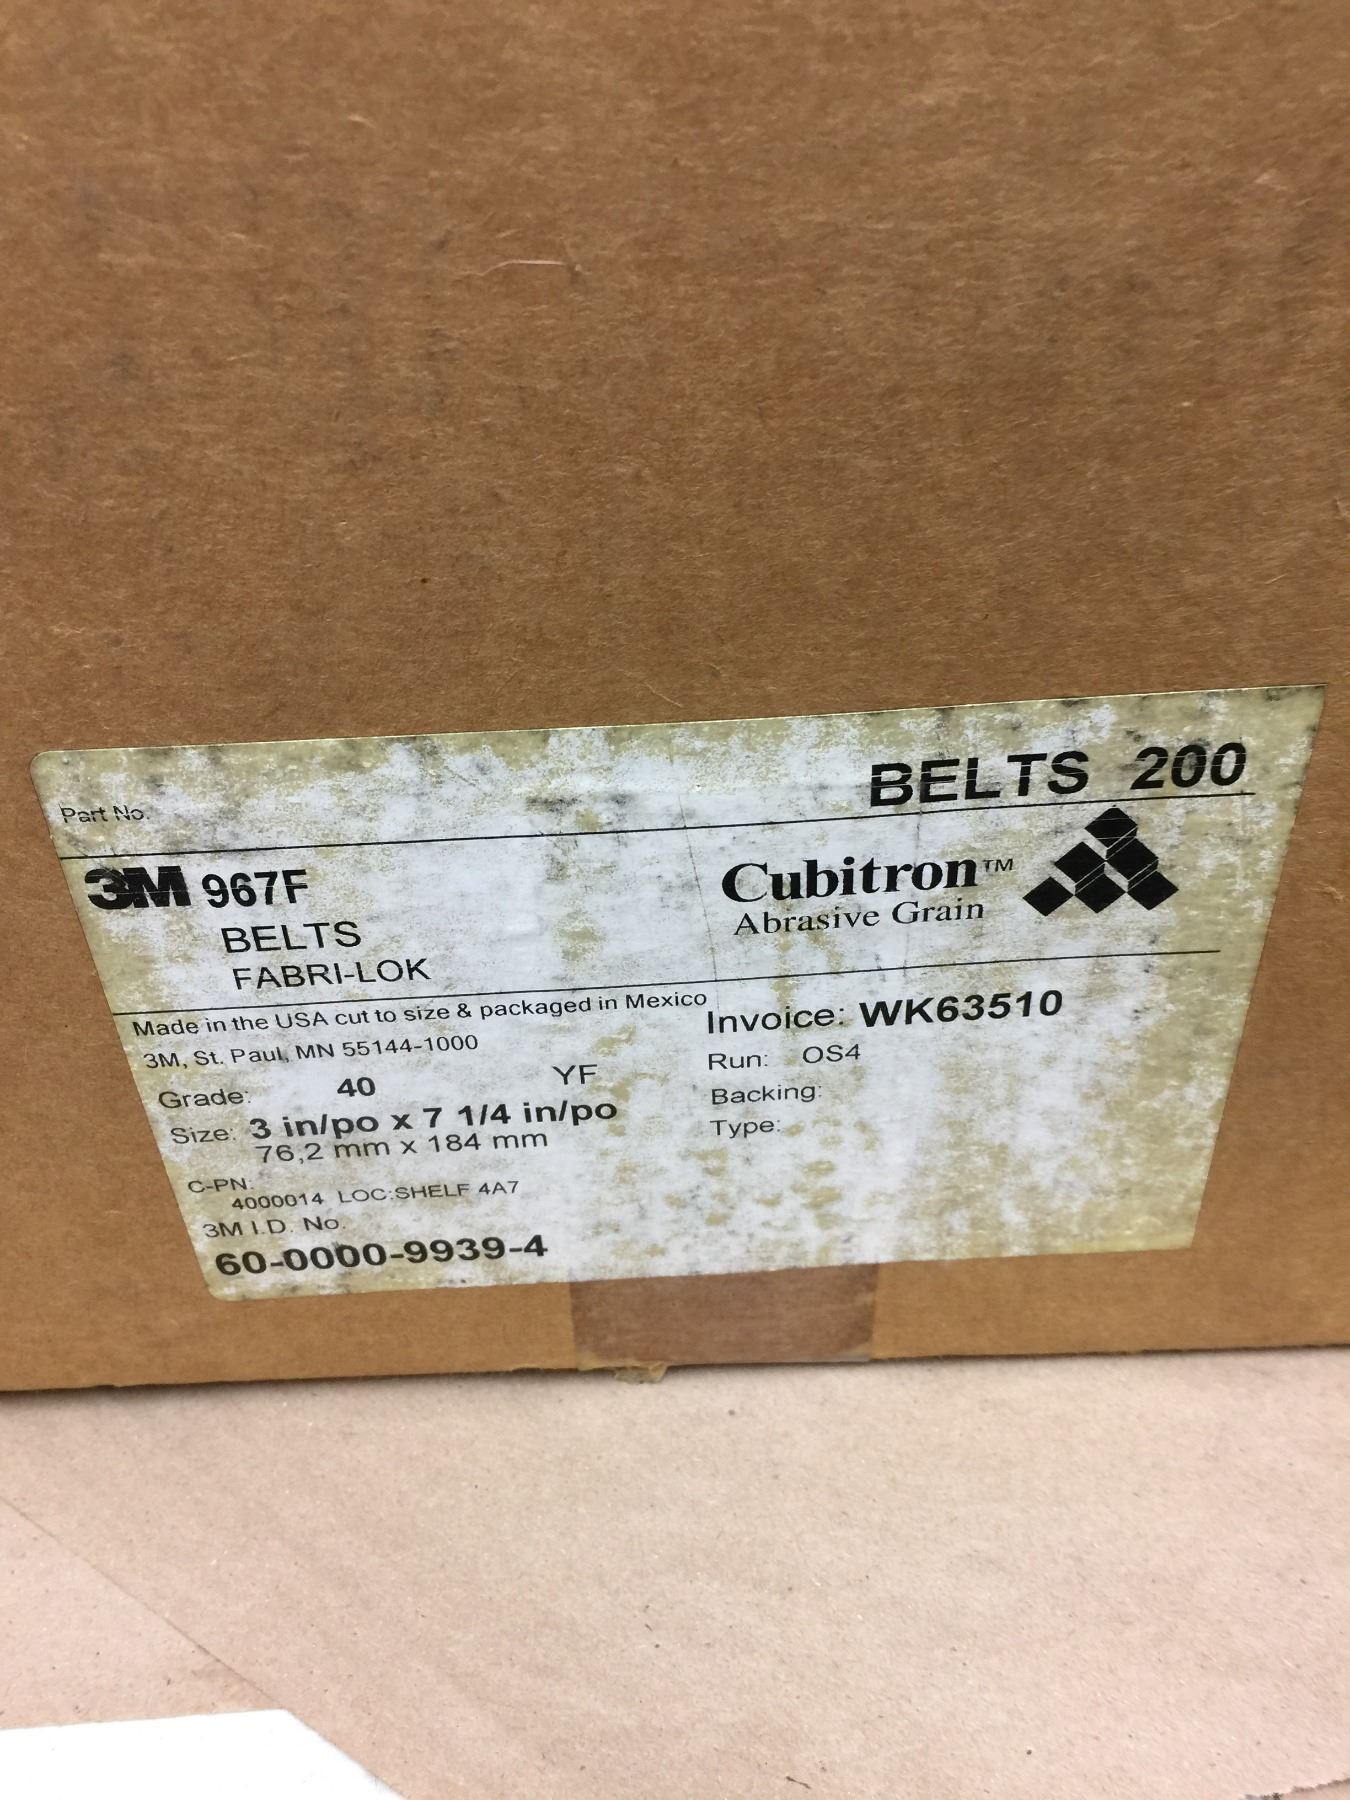 BELTS 200
Part No.
3M 967F
BELTS
FABRI-LOK
Cubitron™
Abrasive Grain
Made in the USA cut to size & packaged in Mexico
3M, St. Paul, MN 55144-1000
Grade: 40 YF
Size: 3 in/po x 7 1/4 in/po
76,2 mm x 184 mm
C-PN:
4000014 LOC:SHELF 4A7
3M I.D. No.
60-0000-9939-4
Invoice: WK63510
Run: OS4
Backing:
Type: